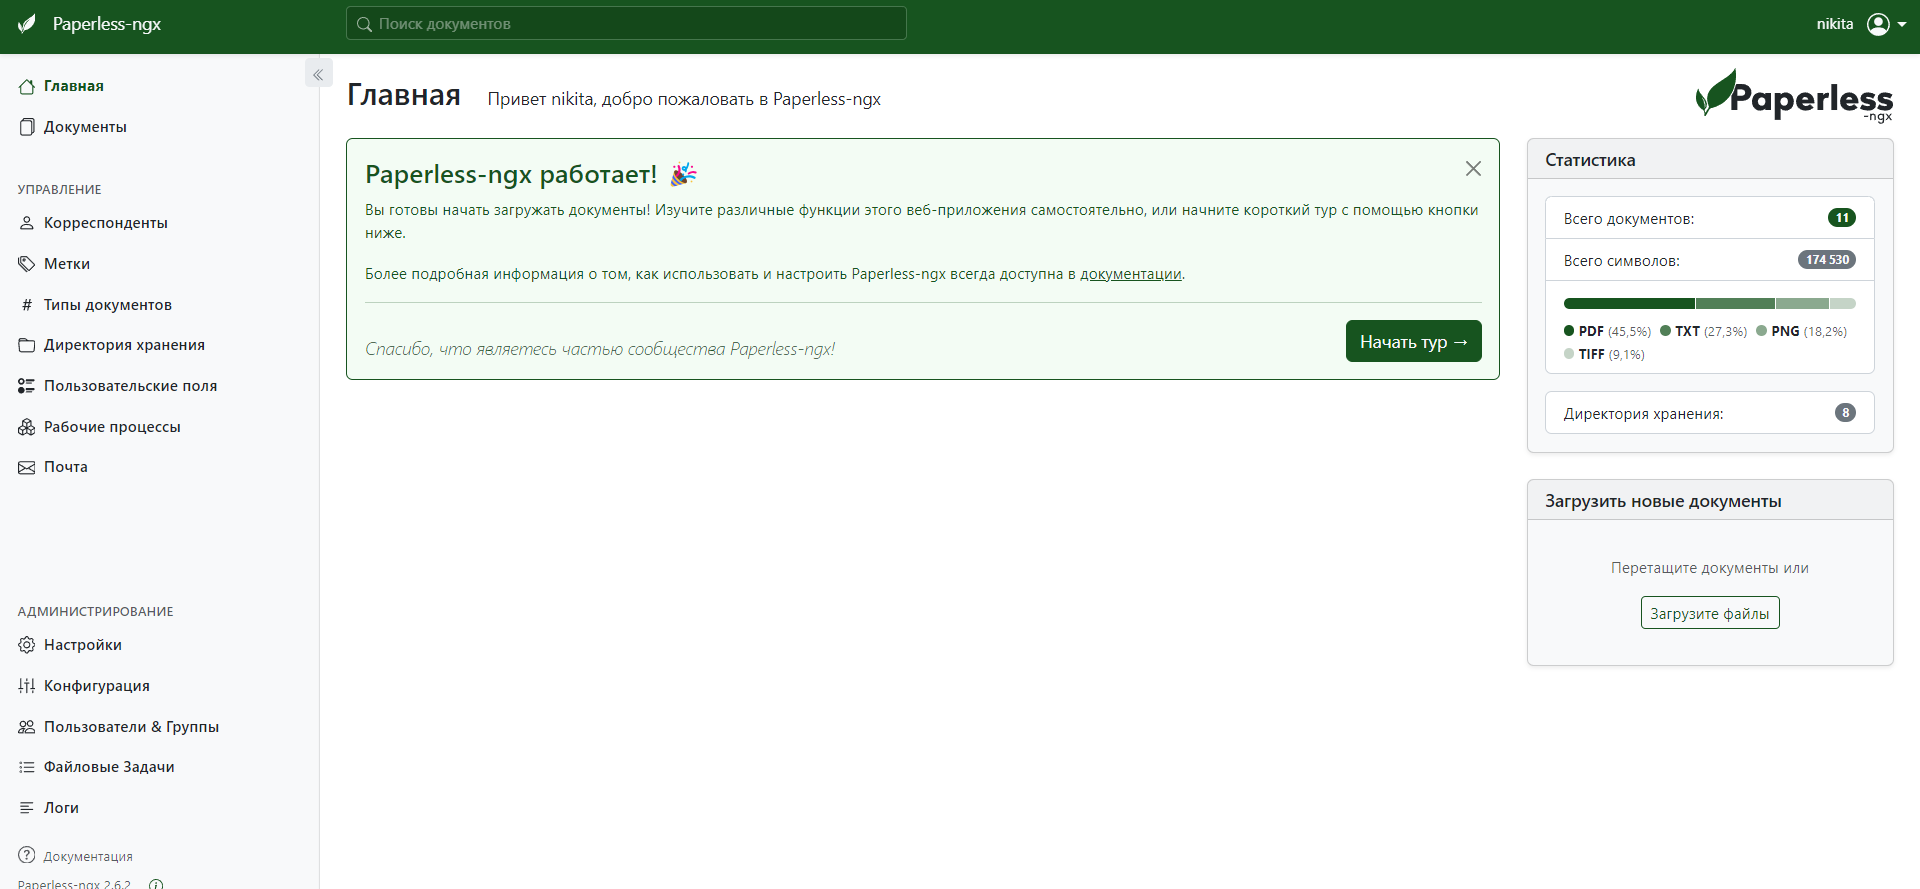 Paperless-ngx
Поиск документов
nikita
Главная
Документы
УПРАВЛЕНИЕ
Корреспонденты
Метки
# Типы документов
Директория хранения
Пользовательские поля
Рабочие процессы
Почта
АДМИНИСТРИРОВАНИЕ
Настройки
Конфигурация
Пользователи & Группы
Файловые Задачи
Логи
Документация
Paperless-ngx 2.6.2
Главная
Привет nikita, добро пожаловать в Paperless-ngx
Paperless
-ngx
Paperless-ngx работает! 🎉
Вы готовы начать загружать документы! Изучите различные функции этого веб-приложения самостоятельно, или начните короткий тур с помощью кнопки
ниже.
Более подробная информация о том, как использовать и настроить Paperless-ngx всегда доступна в документации.
Спасибо, что являетесь частью сообщества Paperless-ngx!
Начать тур →
Статистика
Всего документов: 11
Всего символов: 174 530
PDF (45,5%) TXT (27,3%) PNG (18,2%)
TIFF (9,1%)
Директория хранения: 8
Загрузить новые документы
Перетащите документы или
Загрузите файлы